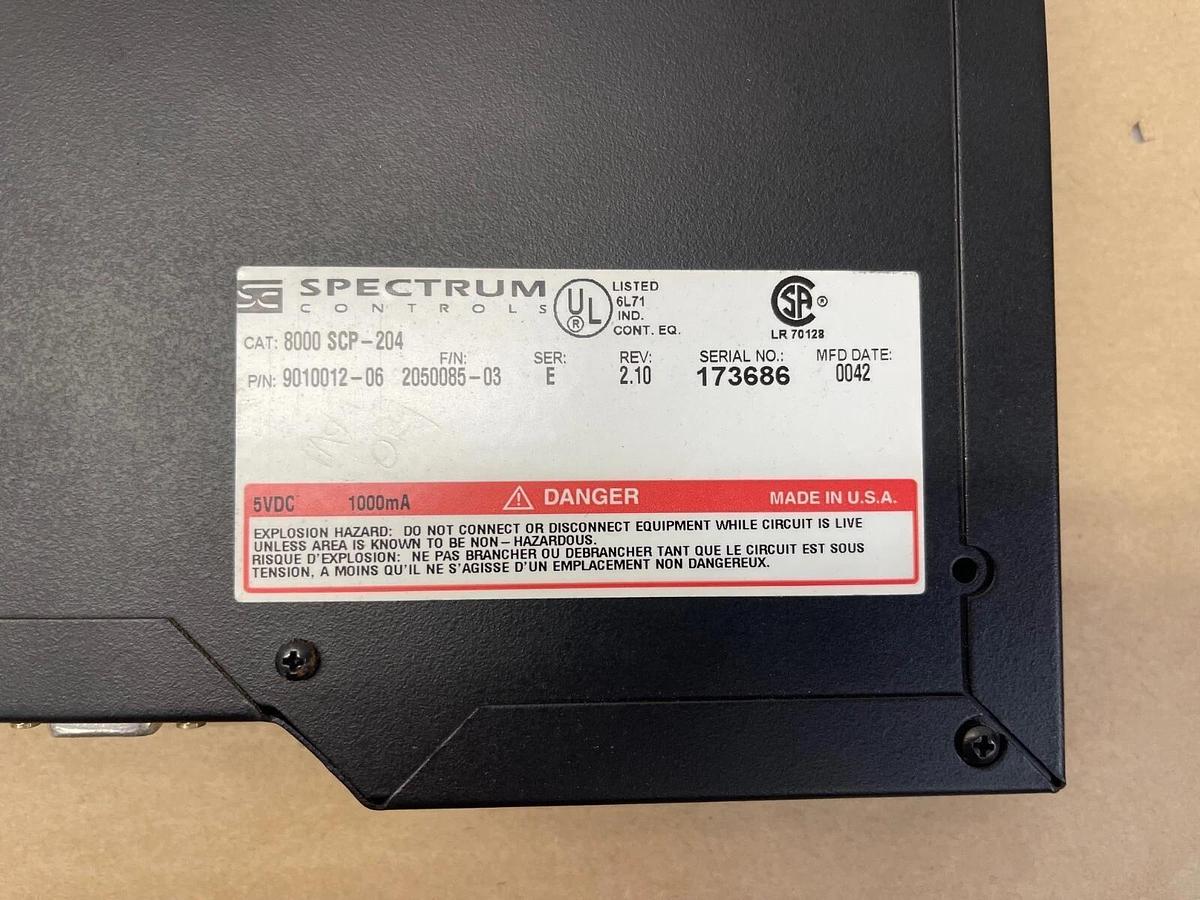 SC SPECTRUM
CONTROLS
UL ®
LISTED
6L71
IND.
CONT. EQ.
SA ®
LR 70128
CAT: 8000 SCP-204
F/N: SER: REV: SERIAL NO.: MFD DATE:
P/N: 9010012-06 2050085-03 E 2.10 173686 0042
5VDC 1000mA ⚠ DANGER MADE IN U.S.A.
EXPLOSION HAZARD: DO NOT CONNECT OR DISCONNECT EQUIPMENT WHILE CIRCUIT IS LIVE
UNLESS AREA IS KNOWN TO BE NON-HAZARDOUS.
RISQUE D'EXPLOSION: NE PAS BRANCHER OU DEBRANCHER TANT QUE LE CIRCUIT EST SOUS
TENSION, A MOINS QU'IL NE S'AGISSE D'UN EMPLACEMENT NON DANGEREUX.